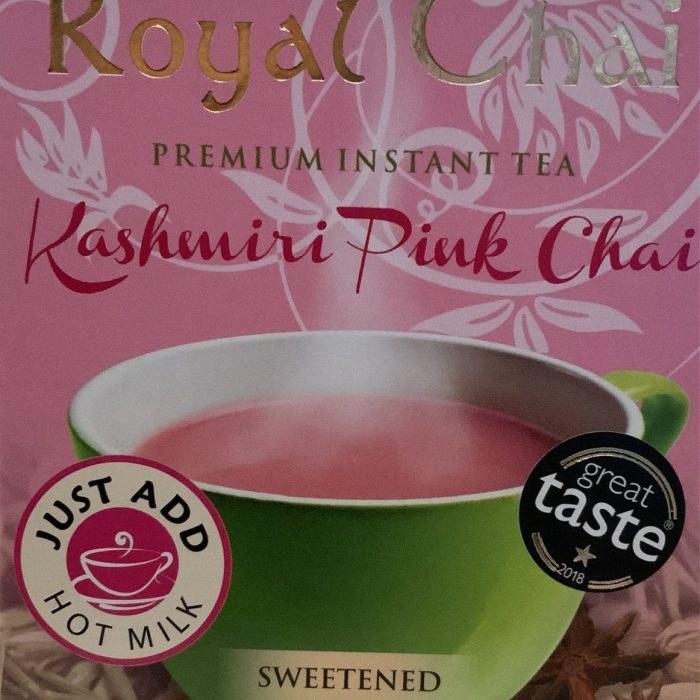 Royal Chai
PREMIUM INSTANT TEA
Kashmiri Pink Chai
JUST ADD
HOT MILK
great
taste®
2018
SWEETENED